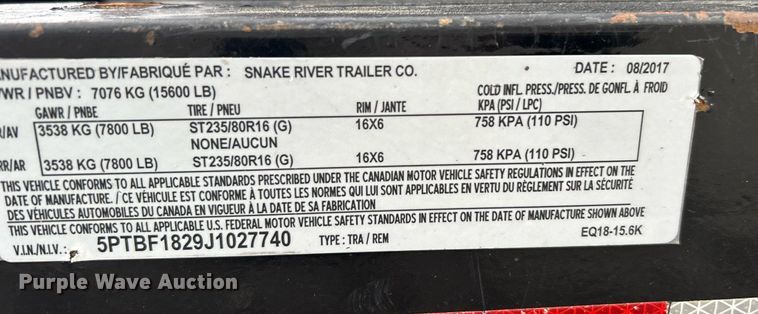 ANUFACTURED BY/FABRIQUÉ PAR : SNAKE RIVER TRAILER CO. DATE : 08/2017
VWR / PNBV : 7076 KG (15600 LB) COLD INFL. PRESS./PRESS. DE GONFL. À FROID
GAWR / PNBE TIRE / PNEU RIM / JANTE KPA (PSI / LPC)
R/AV 3538 KG (7800 LB) ST235/80R16 (G) 16X6 758 KPA (110 PSI)
NONE/AUCUN
RR/AR 3538 KG (7800 LB) ST235/80R16 (G) 16X6 758 KPA (110 PSI)
THIS VEHICLE CONFORMS TO ALL APPLICABLE STANDARDS PRESCRIBED UNDER THE CANADIAN MOTOR VEHICLE SAFETY REGULATIONS IN EFFECT ON THE
DATE OF MANUFACTURE. / CE VÉHICULE EST CONFORME À TOUTES LES NORMES QUI LUI SONT APPLICABLES EN VERTU DU RÈGLEMENT SUR LA SÉCURITÉ
DES VÉHICULES AUTOMOBILES DU CANADA EN VIGUEUR À LA DATE DE SA FABRICATION
THIS VEHICLE CONFORMS TO ALL APPLICABLE U.S. FEDERAL MOTOR VEHICLE SAFETY STANDARDS IN EFFECT ON THE DATE OF MANUFACTURE SHOWN ABOVE.
V.I.N./N.I.V.: 5PTBF1829J1027740 TYPE : TRA / REM EQ18-15.6K
Purple Wave Auction